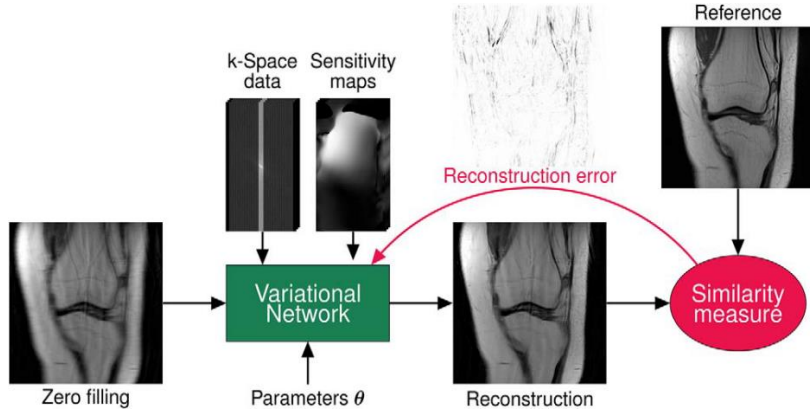 Reference
k-Space
data
Sensitivity
maps
Reconstruction error
Variational
Network
Similarity
measure
Zero filling
Parameters θ
Reconstruction